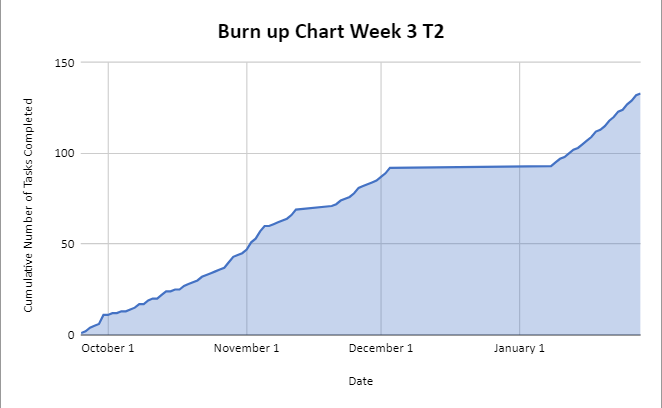 Burn up Chart Week 3 T2
Cumulative Number of Tasks Completed
150
100
50
0
October 1
November 1
December 1
January 1
Date